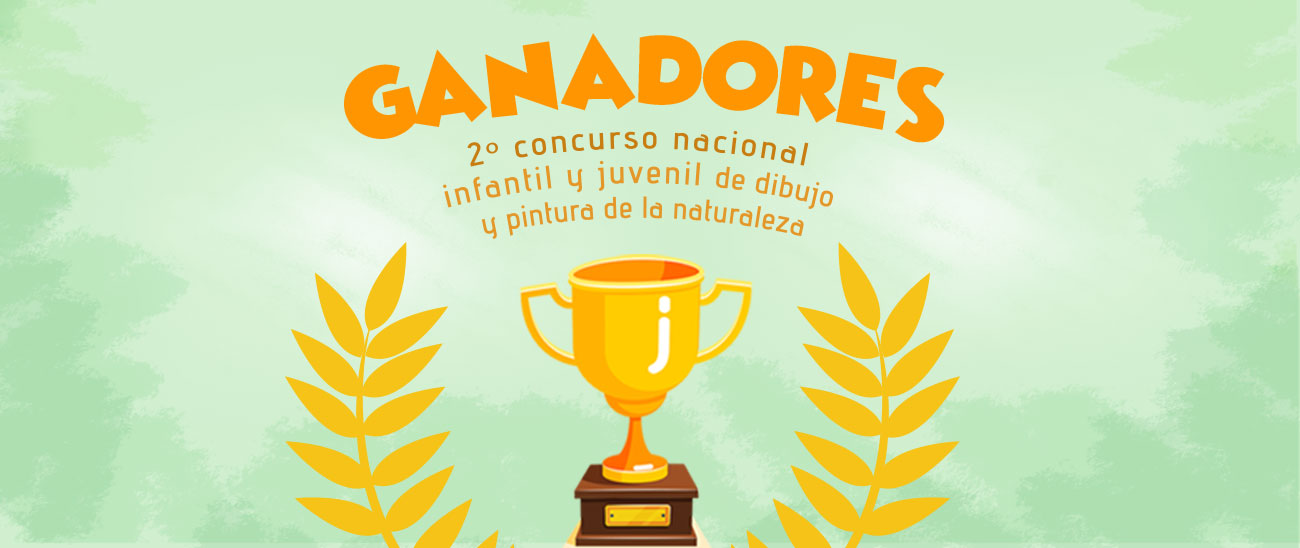 GANADORES
2º concurso nacional
infantil y juvenil de dibujo
y pintura de la naturaleza
j